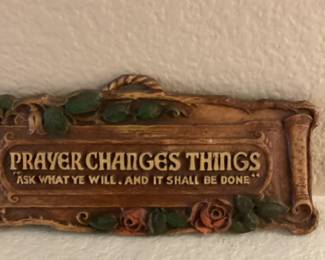 PRAYER CHANGES THINGS
"ASK WHAT YE WILL. AND IT SHALL BE DONE"